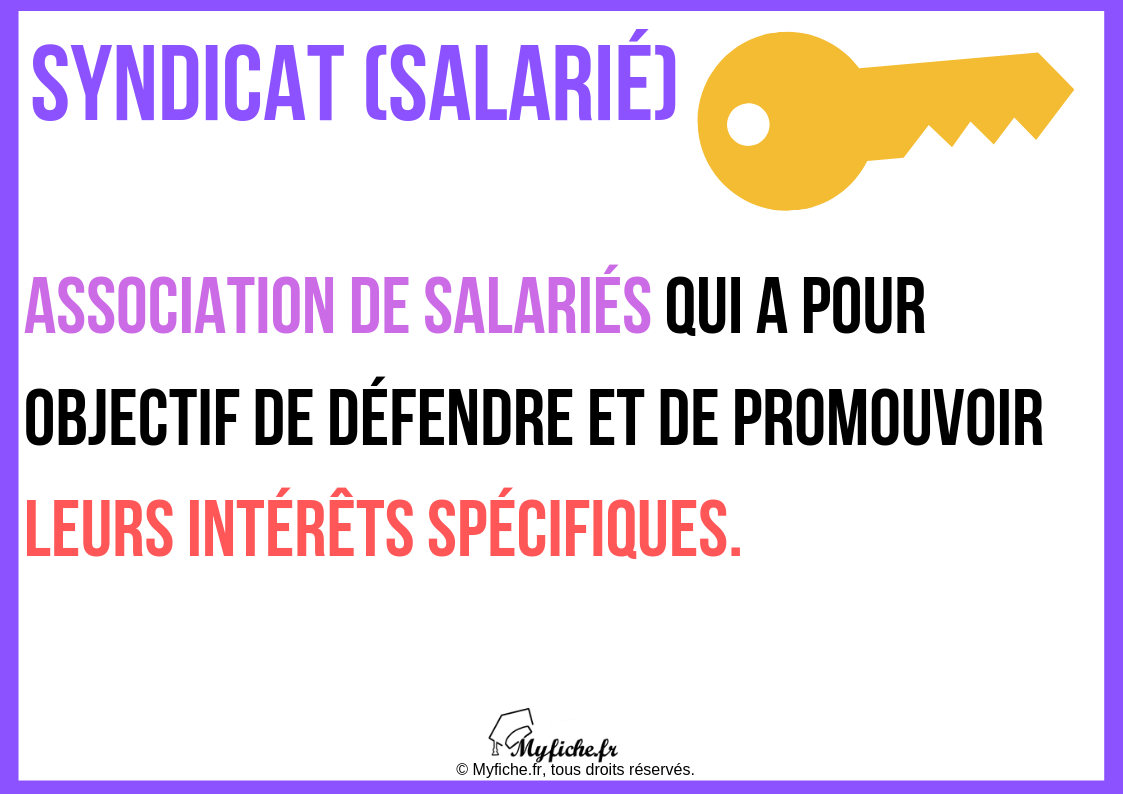 SYNDICAT (SALARIÉ)
ASSOCIATION DE SALARIÉS QUI A POUR
OBJECTIF DE DÉFENDRE ET DE PROMOUVOIR
LEURS INTÉRÊTS SPÉCIFIQUES.
Myfiche.fr
© Myfiche.fr, tous droits réservés.